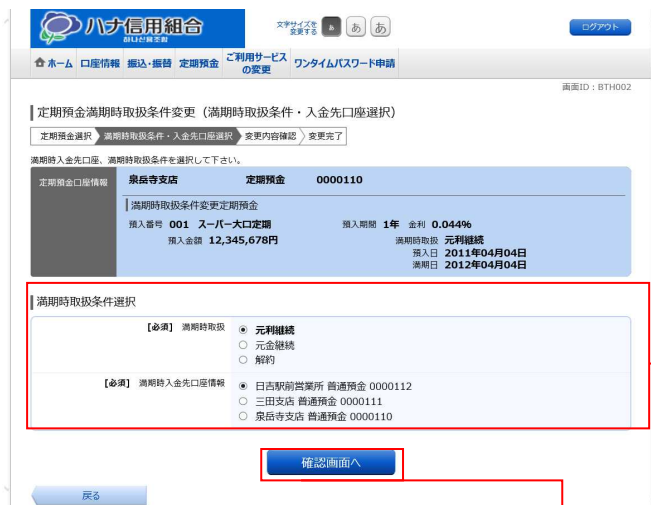 ハナ信用組合
하나신용조합
文字サイズを変更する あ あ あ
ログアウト
ホーム 口座情報 振込・振替 定期預金 ご利用サービスの変更 ワンタイムパスワード申請
画面ID：BTH002
定期預金満期時取扱条件変更（満期時取扱条件・入金先口座選択）
定期預金選択 満期時取扱条件・入金先口座選択 変更内容確認 変更完了
満期時入金先口座、満期時取扱条件を選択して下さい。
定期預金口座情報 泉岳寺支店 定期預金 0000110
満期時取扱条件変更定期預金
預入番号 001 スーパー大口定期 預入期間 1年 金利 0.044%
預入金額 12,345,678円 満期時取扱 元利継続
預入日 2011年04月04日
満期日 2012年04月04日
満期時取扱条件選択
【必須】 満期時取扱 元利継続
元金継続
解約
【必須】 満期時入金先口座情報 日吉駅前営業所 普通預金 0000112
三田支店 普通預金 0000111
泉岳寺支店 普通預金 0000110
確認画面へ
戻る